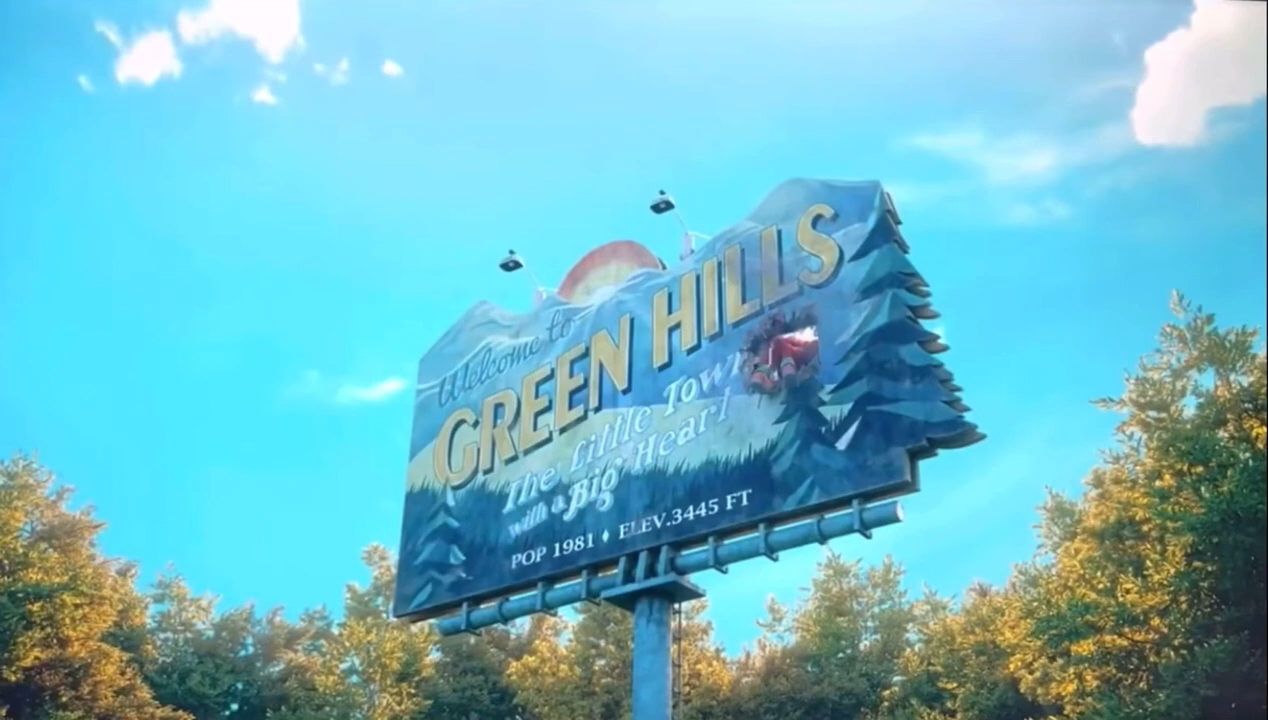 Welcome to
GREEN HILLS
The Little Town
with a Big Heart
POP 1981 ♦ ELEV.3445 FT